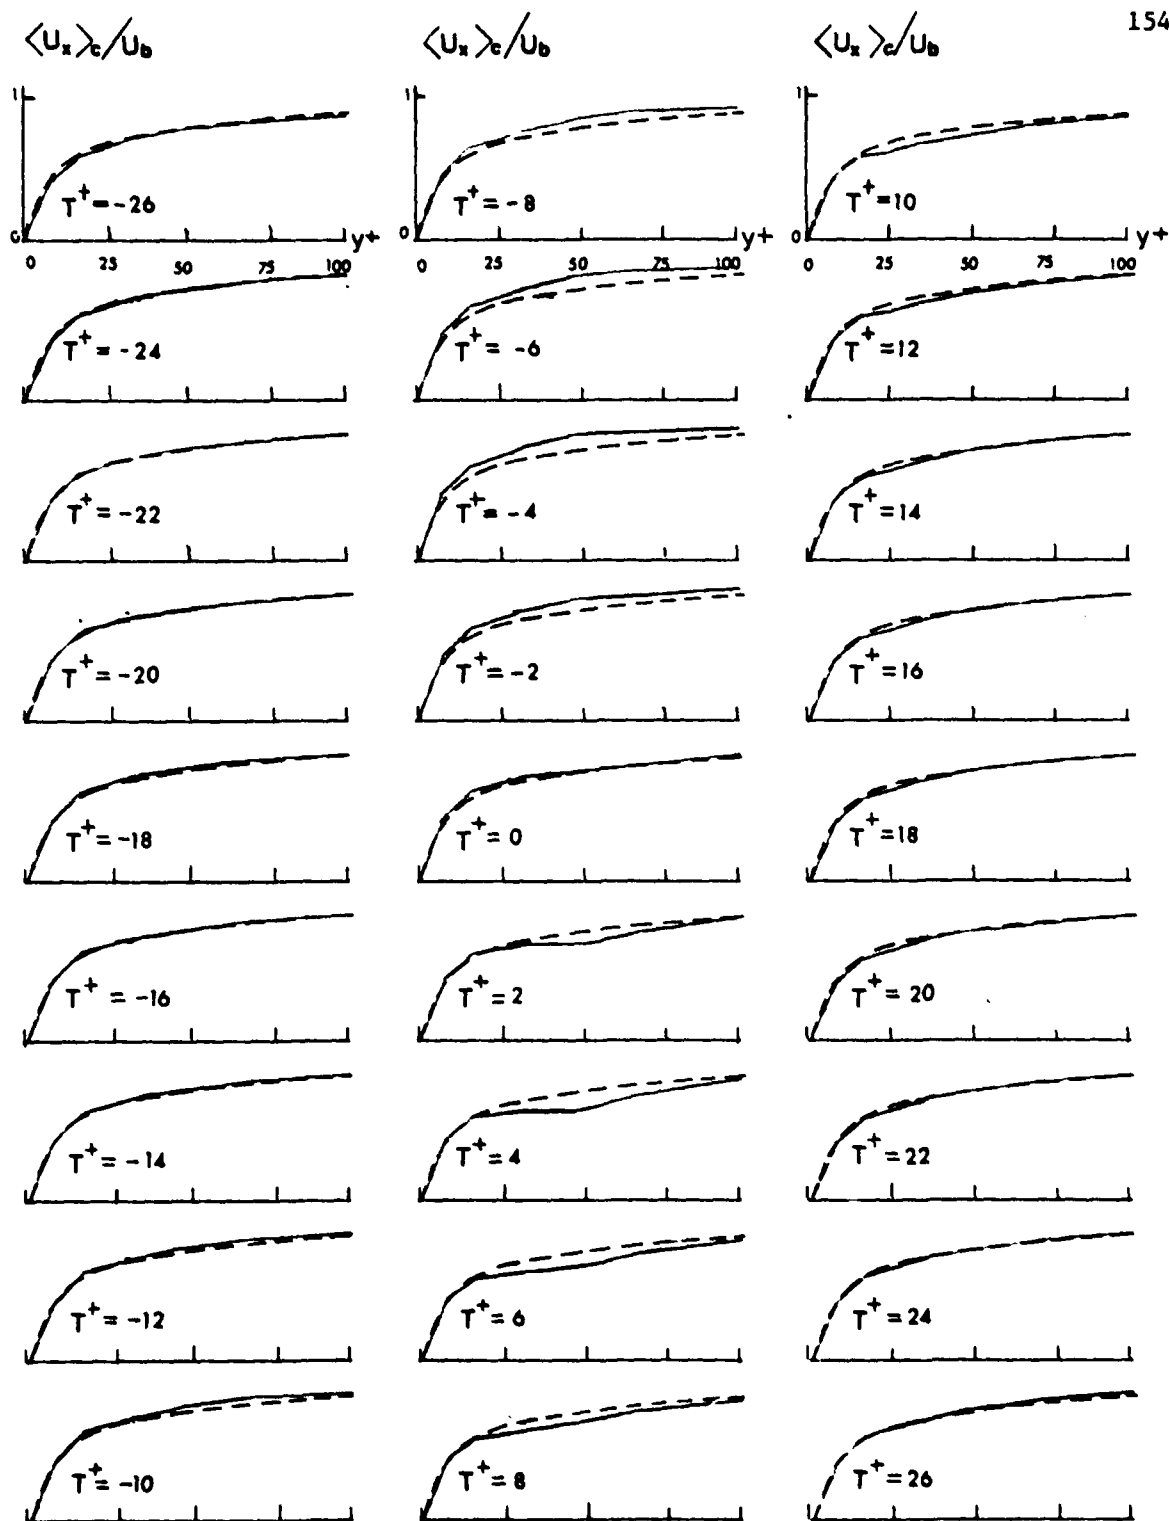 154
<Ux>c/Ub <Ux>c/Ub <Ux>c/Ub
1 1 1
T+=-26 T+=-8 T+=10
0 0 0
y+ y+ y+
0 25 50 75 100 0 25 50 75 100 0 25 50 75 100
T+=-24 T+=-6 T+=12
T+=-22 T+=-4 T+=14
T+=-20 T+=-2 T+=16
T+=-18 T+=0 T+=18
T+=-16 T+=2 T+=20
T+=-14 T+=4 T+=22
T+=-12 T+=6 T+=24
T+=-10 T+=8 T+=26